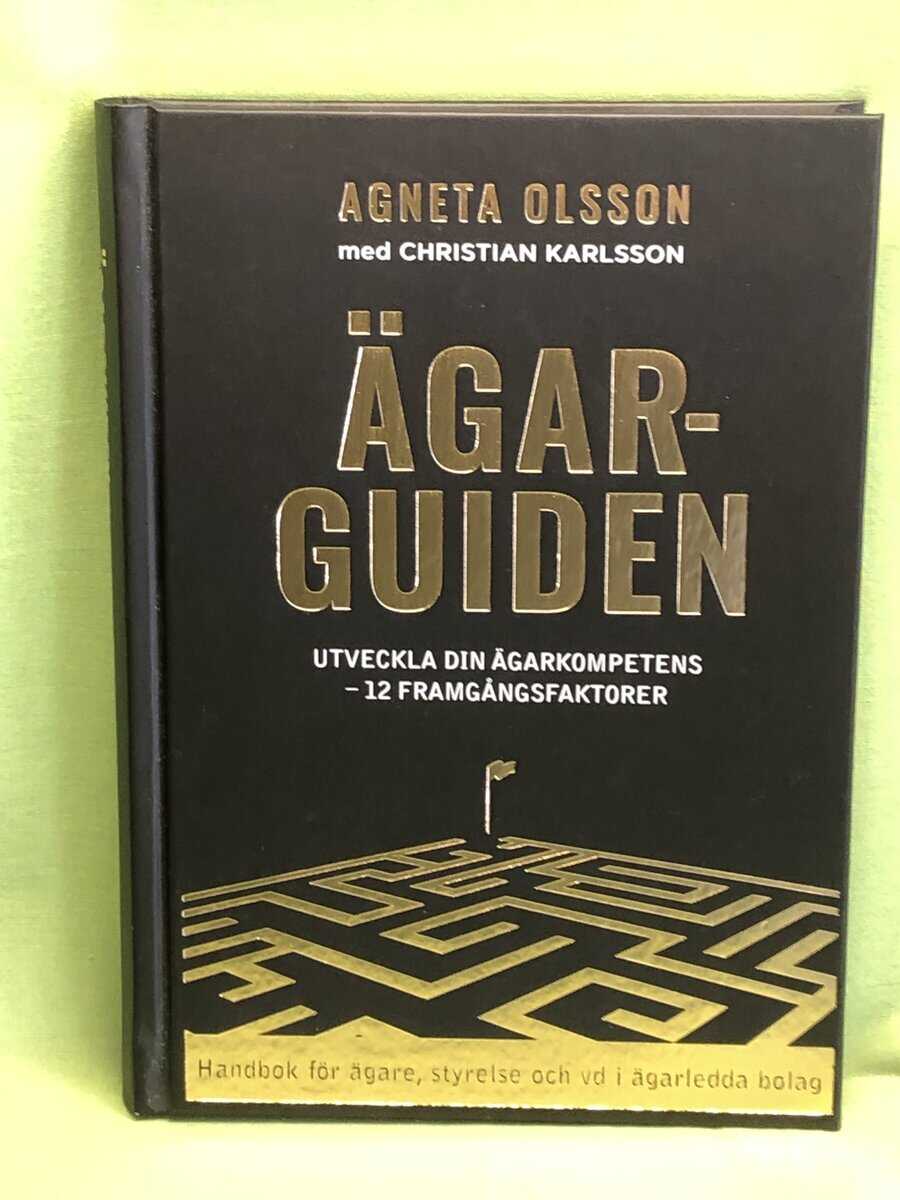 AGNETA OLSSON
med CHRISTIAN KARLSSON
ÄGAR-
GUIDEN
UTVECKLA DIN ÄGARKOMPETENS
– 12 FRAMGÅNGSFAKTORER
Handbok för ägare, styrelse och vd i ägarledda bolag